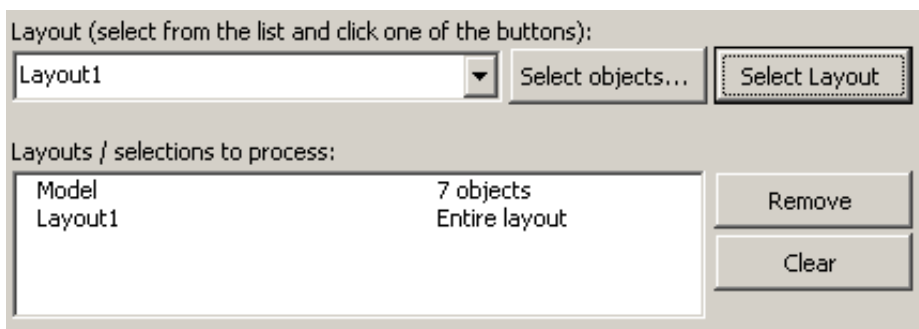 Layout (select from the list and click one of the buttons):
Layout1 Select objects... Select Layout
Layouts / selections to process:
Model 7 objects
Layout1 Entire layout
Remove
Clear